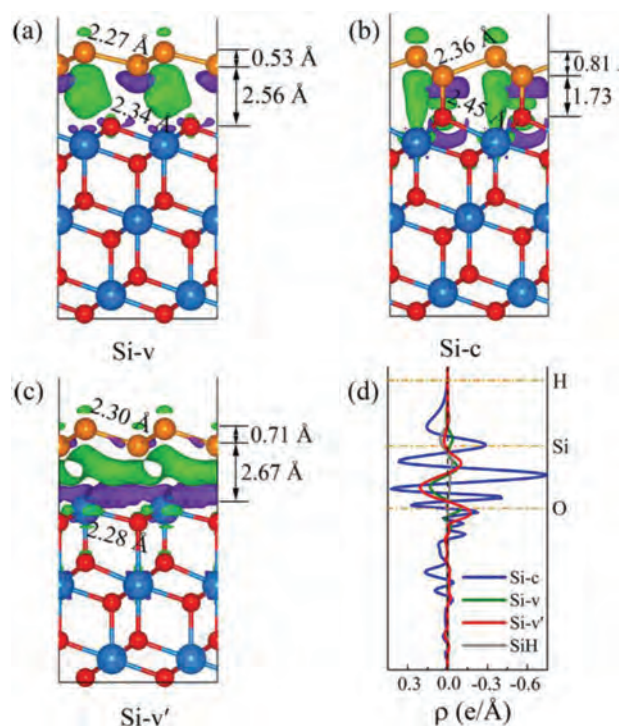 (a)
2.27 Å
0.53 Å
2.56 Å
2.34 Å
Si-v
(b)
2.36 Å
0.81 Å
1.73
2.45
Si-c
(c)
2.30 Å
0.71 Å
2.67 Å
2.28 Å
Si-v′
(d)
H
Si
O
Si-c
Si-v
Si-v′
SiH
0.3 0.0 -0.3 -0.6
ρ (e/Å)